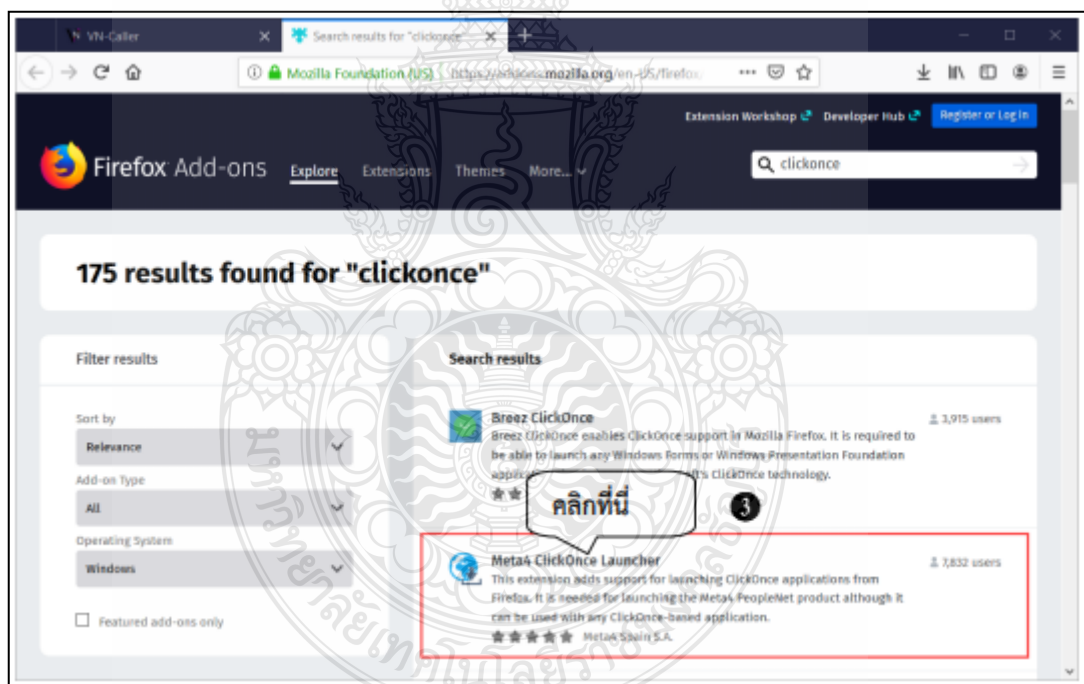 VN-Caller
Search results for "clickonce"
Mozilla Foundation (US)
https://addons.mozilla.org/en-US/firefox/
Extension Workshop
Developer Hub
Register or Log in
Firefox Add-ons
Explore
Extensions
Themes
More...
clickonce
175 results found for "clickonce"
Filter results
Sort by
Relevance
Add-on Type
All
Operating System
Windows
Featured add-ons only
Search results
Breez ClickOnce
3,915 users
Breez ClickOnce enables ClickOnce support in Mozilla Firefox. It is required to
be able to launch any Windows Forms or Windows Presentation Foundation
ClickOnce technology.
คลิกที่นี่
3
Meta4 ClickOnce Launcher
7,832 users
This extension adds support for launching ClickOnce applications from
Firefox. It is needed for launching the Meta4 PeopleNet product although it
can be used with any ClickOnce-based application.
Meta4 Spain S.A.